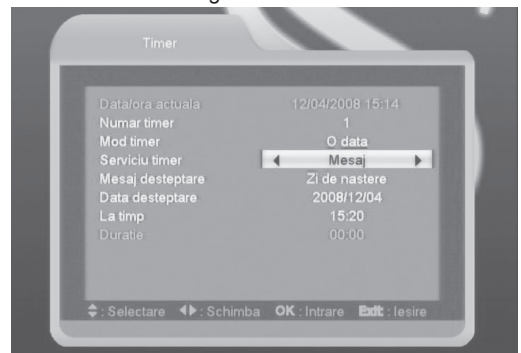 Timer
Data/ora actuala 12/04/2008 15:14
Numar timer 1
Mod timer O data
Serviciu timer Mesaj
Mesaj desteptare Zi de nastere
Data desteptare 2008/12/04
La timp 15:20
Duratie 00:00
: Selectare : Schimba OK : Intrare Exit : Iesire